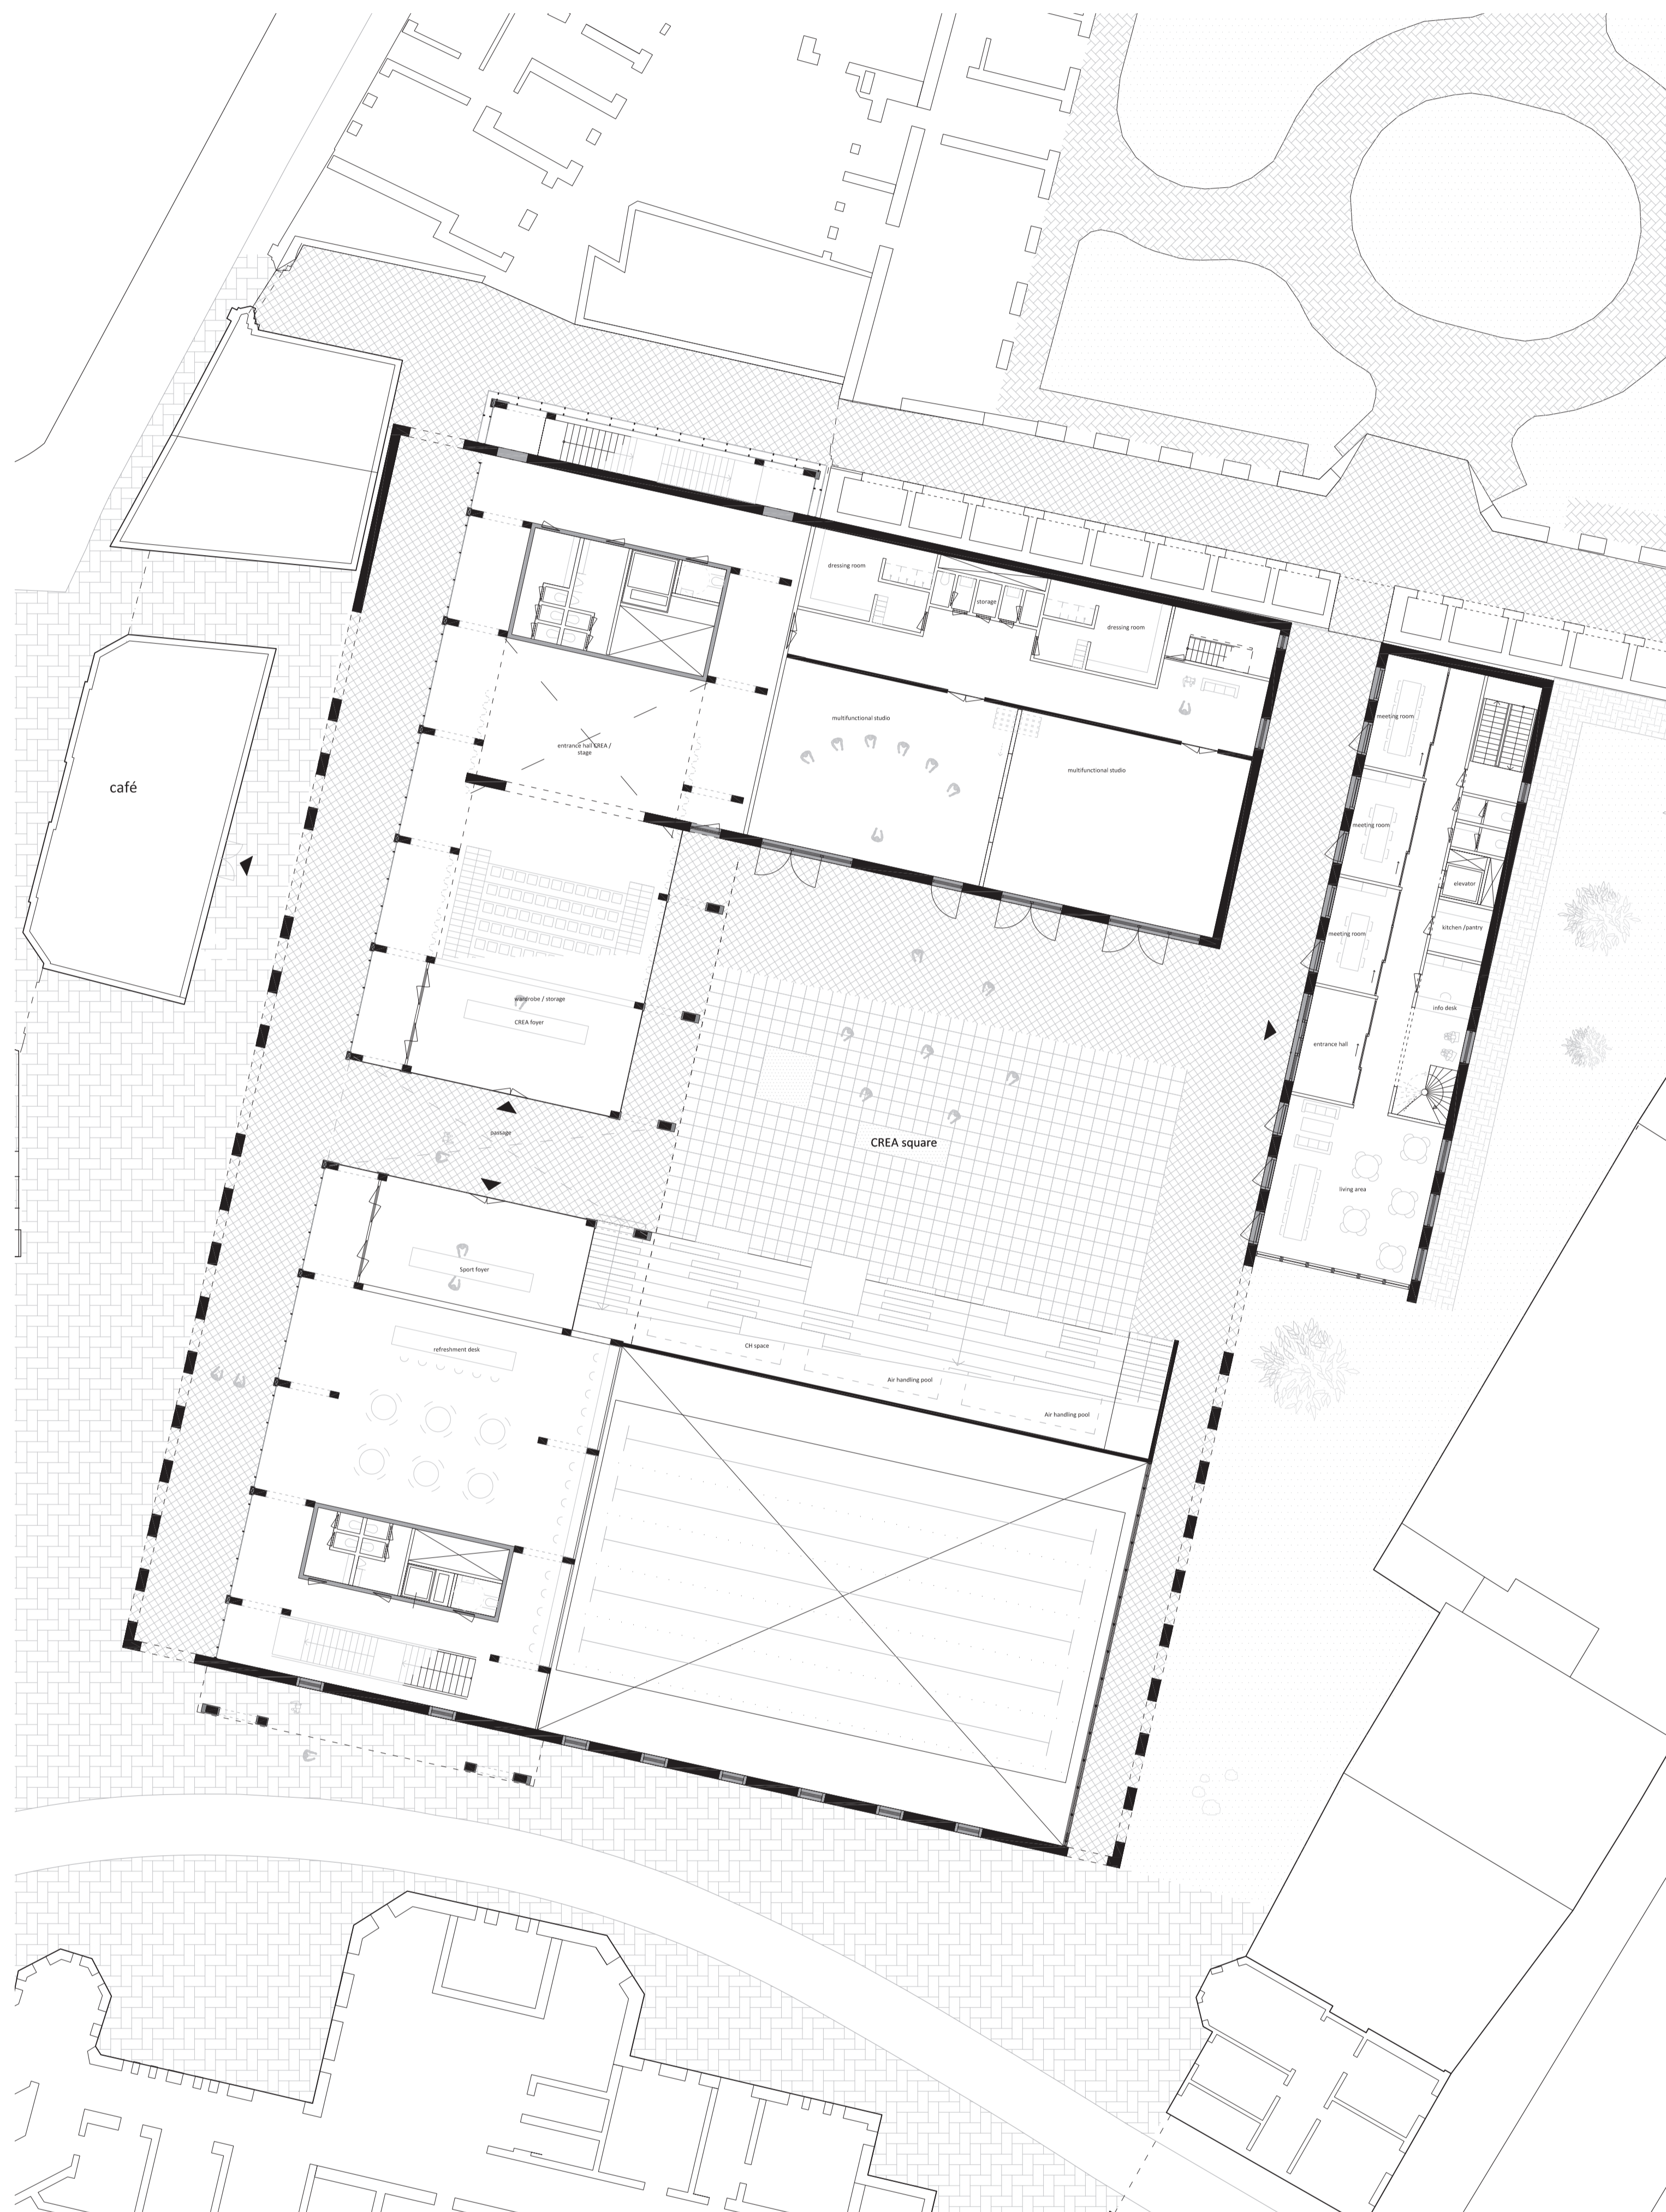 dressing room
storage
dressing room
multifunctional studio
meeting room
entrance hall CREA /
stage
multifunctional studio
café
meeting room
elevator
kitchen /pantry
meeting room
wardrobe / storage
info desk
CREA foyer
entrance hall
passage
CREA square
living area
Sport foyer
CH space
refreshment desk
Air handling pool
Air handling pool